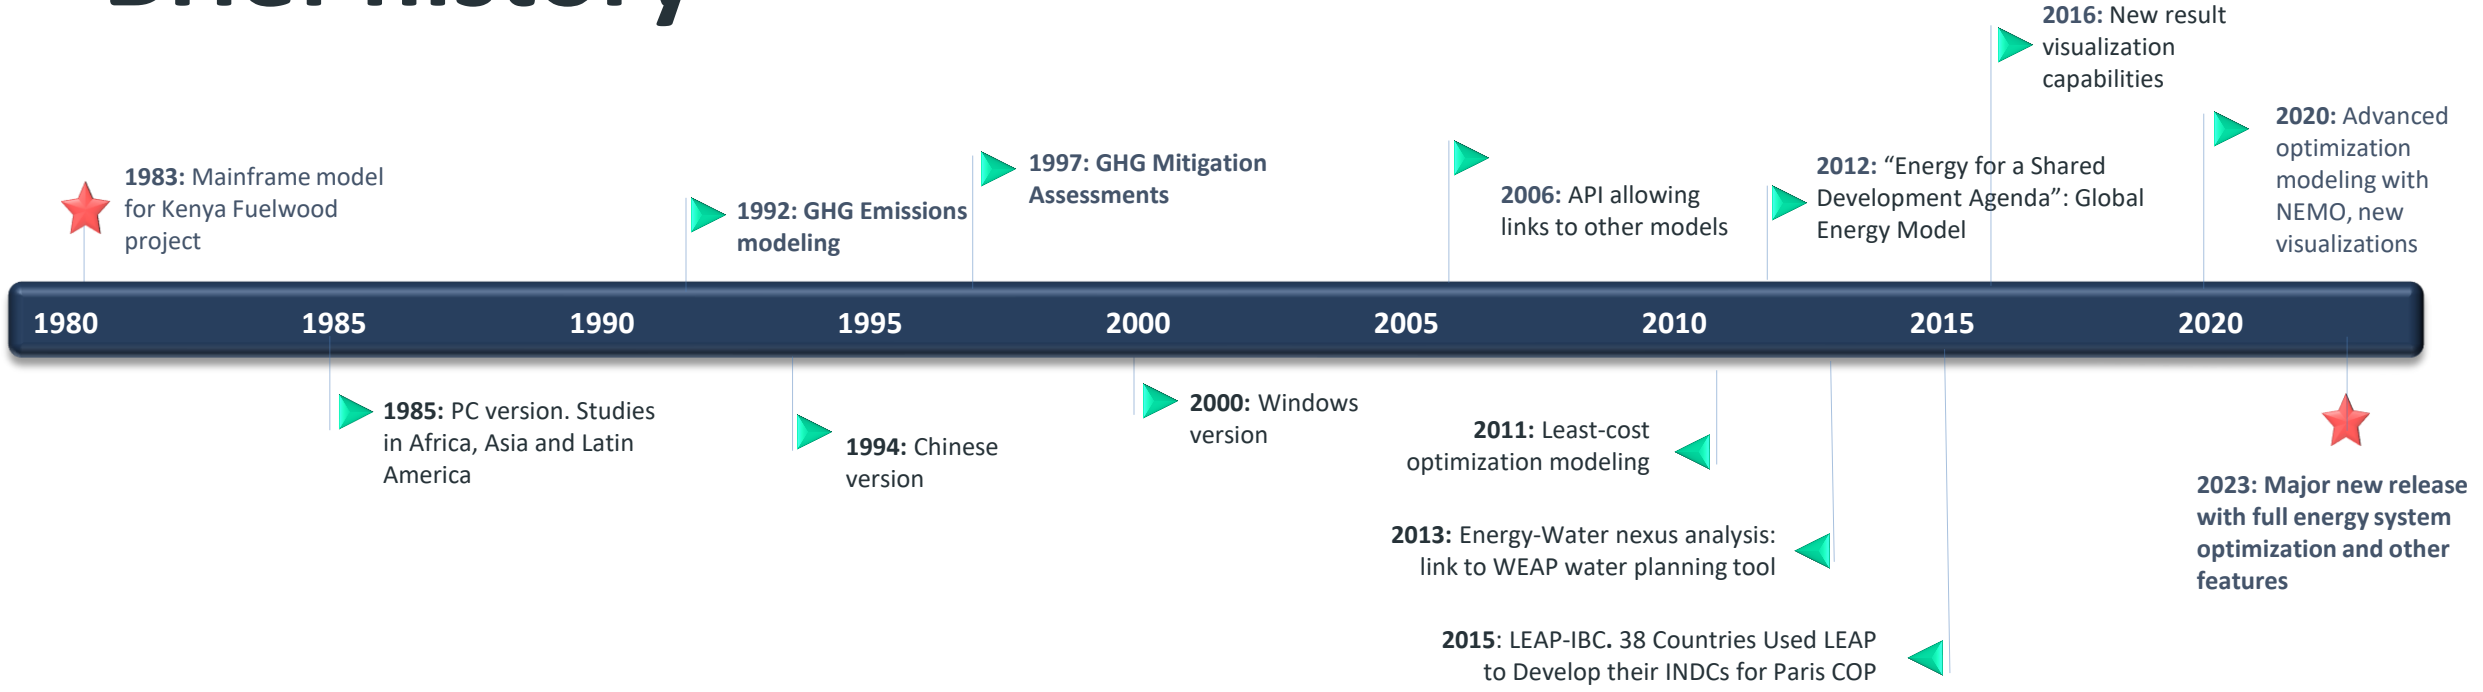 Brief history
2016: New result
visualization
capabilities
2020: Advanced
optimization
modeling with
NEMO, new
visualizations
1983: Mainframe model
for Kenya Fuelwood
project
1992: GHG Emissions
modeling
1997: GHG Mitigation
Assessments
2006: API allowing
links to other models
2012: “Energy for a Shared
Development Agenda”: Global
Energy Model
1980 1985 1990 1995 2000 2005 2010 2015 2020
1985: PC version. Studies
in Africa, Asia and Latin
America
1994: Chinese
version
2000: Windows
version
2011: Least-cost
optimization modeling
2013: Energy-Water nexus analysis:
link to WEAP water planning tool
2015: LEAP-IBC. 38 Countries Used LEAP
to Develop their INDCs for Paris COP
2023: Major new release
with full energy system
optimization and other
features